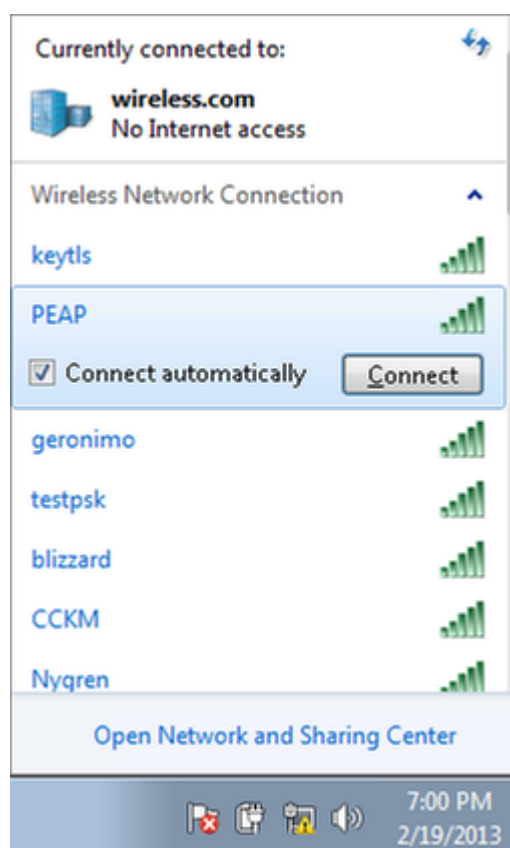 Currently connected to:
wireless.com
No Internet access
Wireless Network Connection
keytls
PEAP
Connect automatically
Connect
geronimo
testpsk
blizzard
CCKM
Nygren
Open Network and Sharing Center
7:00 PM
2/19/2013